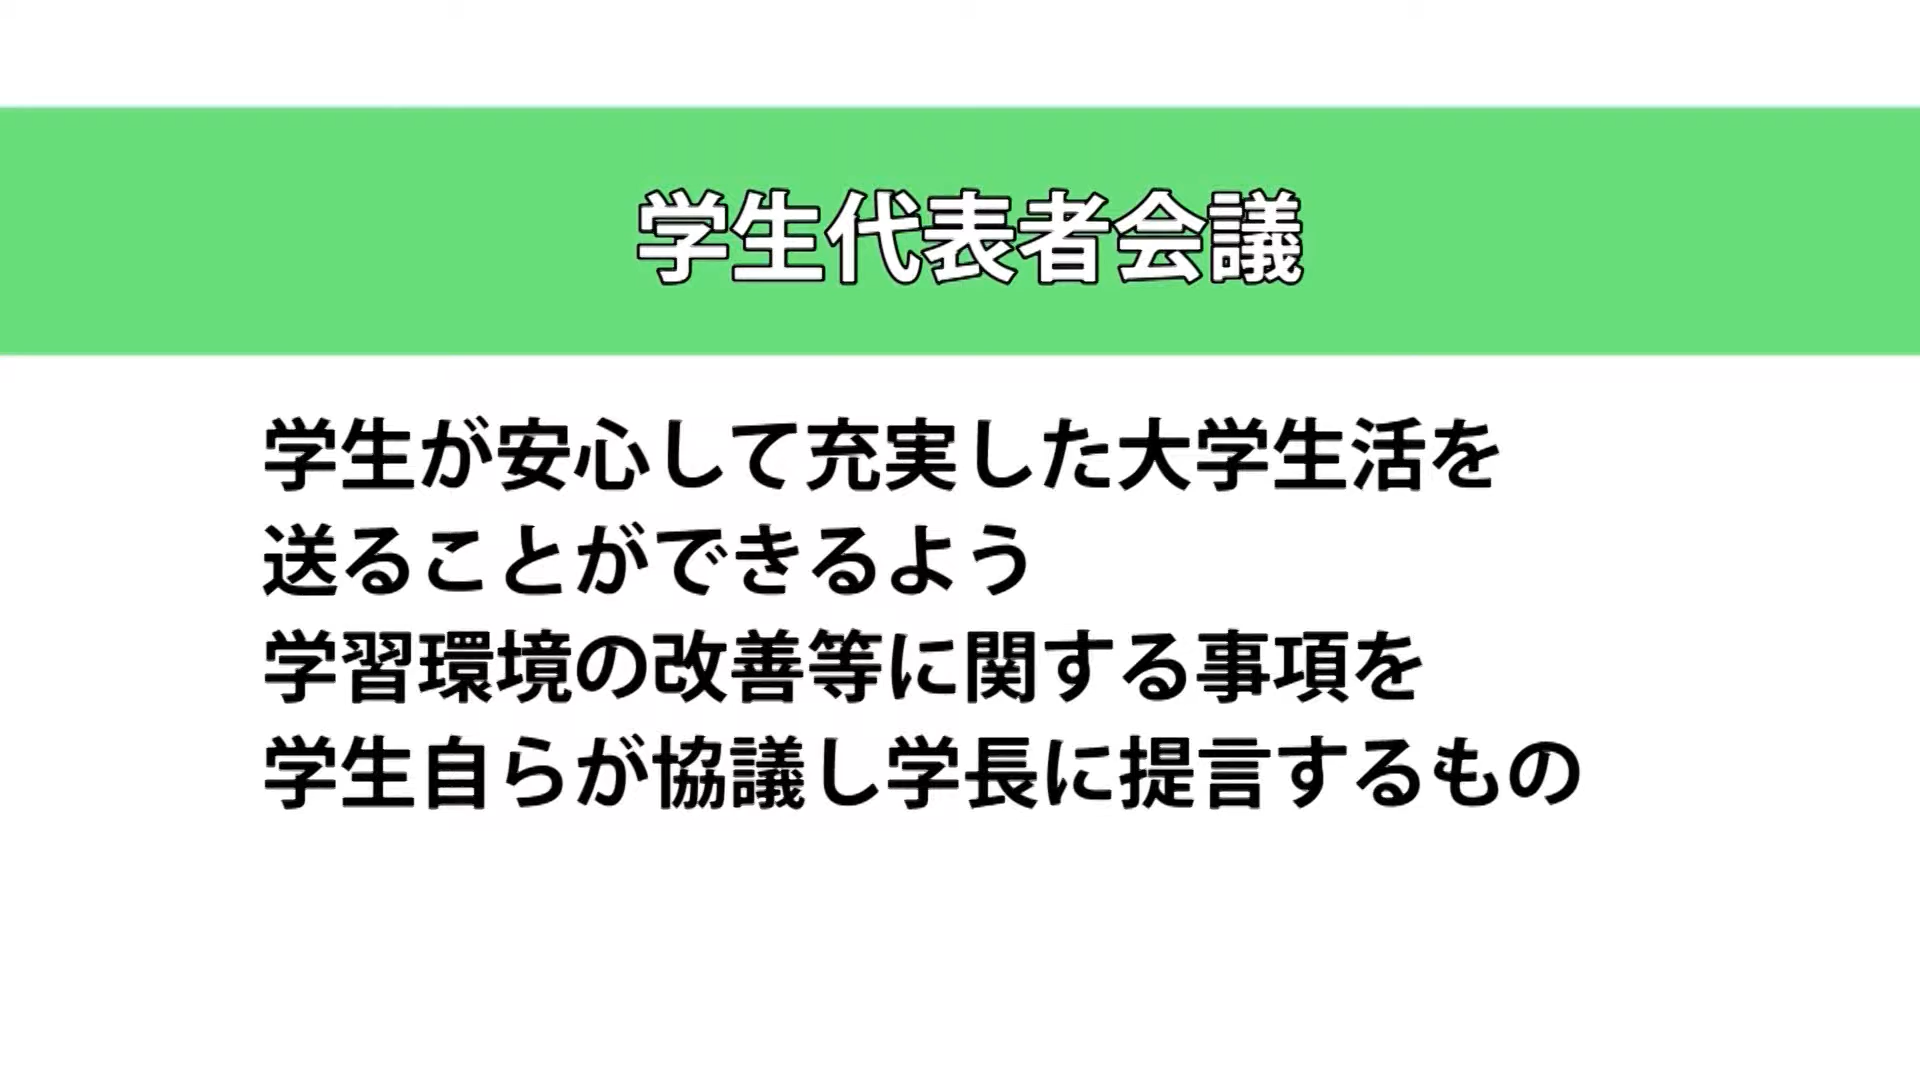 学生代表者会議
学生が安心して充実した大学生活を
送ることができるよう
学習環境の改善等に関する事項を
学生自らが協議し学長に提言するもの